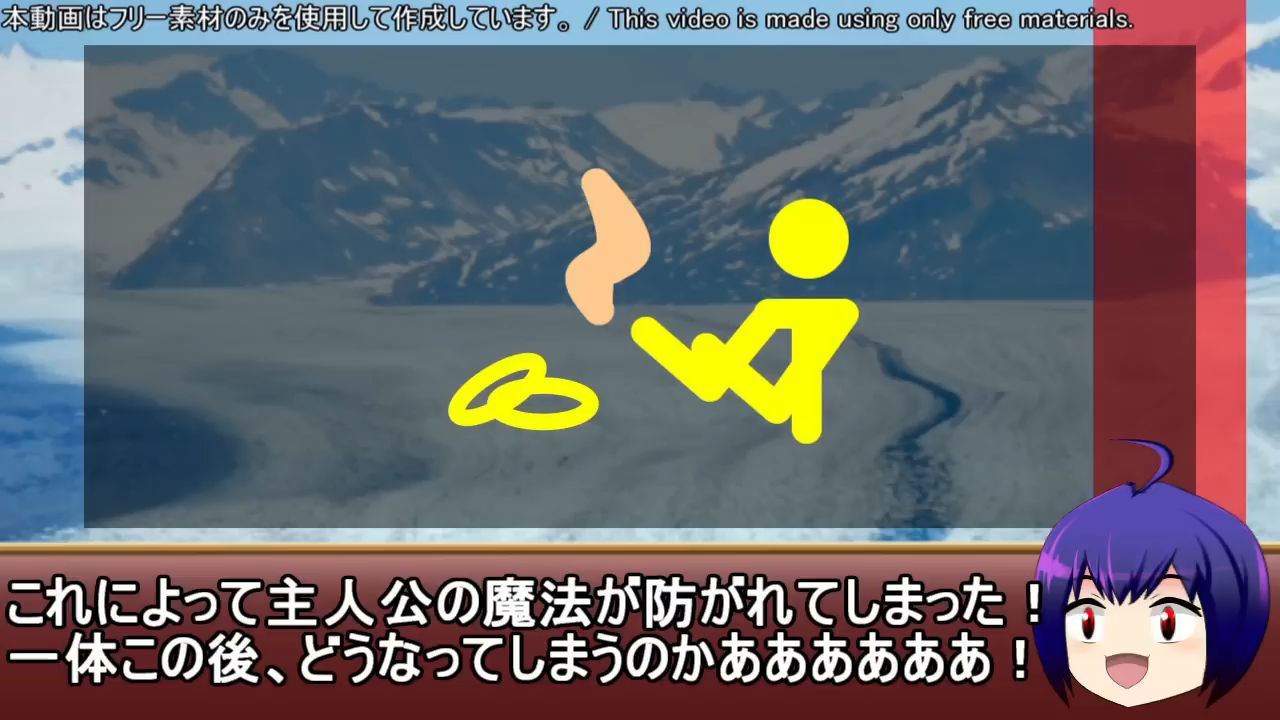 本動画はフリー素材のみを使用して作成しています。 / This video is made using only free materials.
これによって主人公の魔法が防がれてしまった！
一体この後、どうなってしまうのかああああああ！